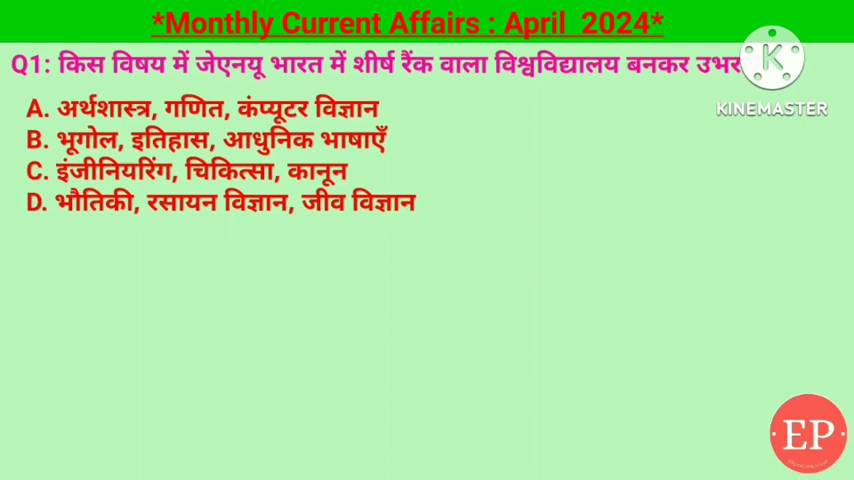 *Monthly Current Affairs : April 2024*
Q1: किस विषय में जेएनयू भारत में शीर्ष रैंक वाला विश्वविद्यालय बनकर उभर
K
KINEMASTER
A. अर्थशास्त्र, गणित, कंप्यूटर विज्ञान
B. भूगोल, इतिहास, आधुनिक भाषाएँ
C. इंजीनियरिंग, चिकित्सा, कानून
D. भौतिकी, रसायन विज्ञान, जीव विज्ञान
EP